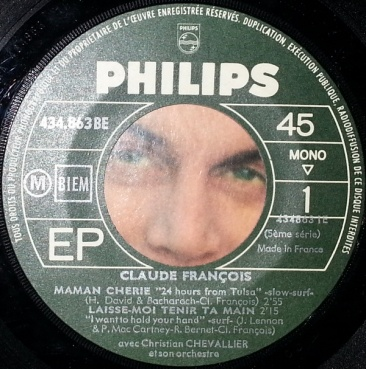 TOUS DROITS DU PRODUCTEUR PHONOGRAPHIQUE ET DU PROPRIÉTAIRE DE L'ŒUVRE ENREGISTRÉE RÉSERVÉS, DUPLICATION, EXÉCUTION PUBLIQUE, RADIODIFFUSION DE CE DISQUE INTERDITES
PHILIPS
PHILIPS
434.863 BE
45
MONO
M
BIEM
1
434863 1E
(5ème série)
EP
Made in France
CLAUDE FRANÇOIS
MAMAN CHERIE "24 hours from Tulsa" -slow-surf-
(H. David & Bacharach-Cl. François) 2'55
LAISSE-MOI TENIR TA MAIN 2'15
"I want to hold your hand" -surf- (J. Lennon
& P. Mac Cartney-R. Bernet-Cl. François)
avec Christian CHEVALLIER
et son orchestre